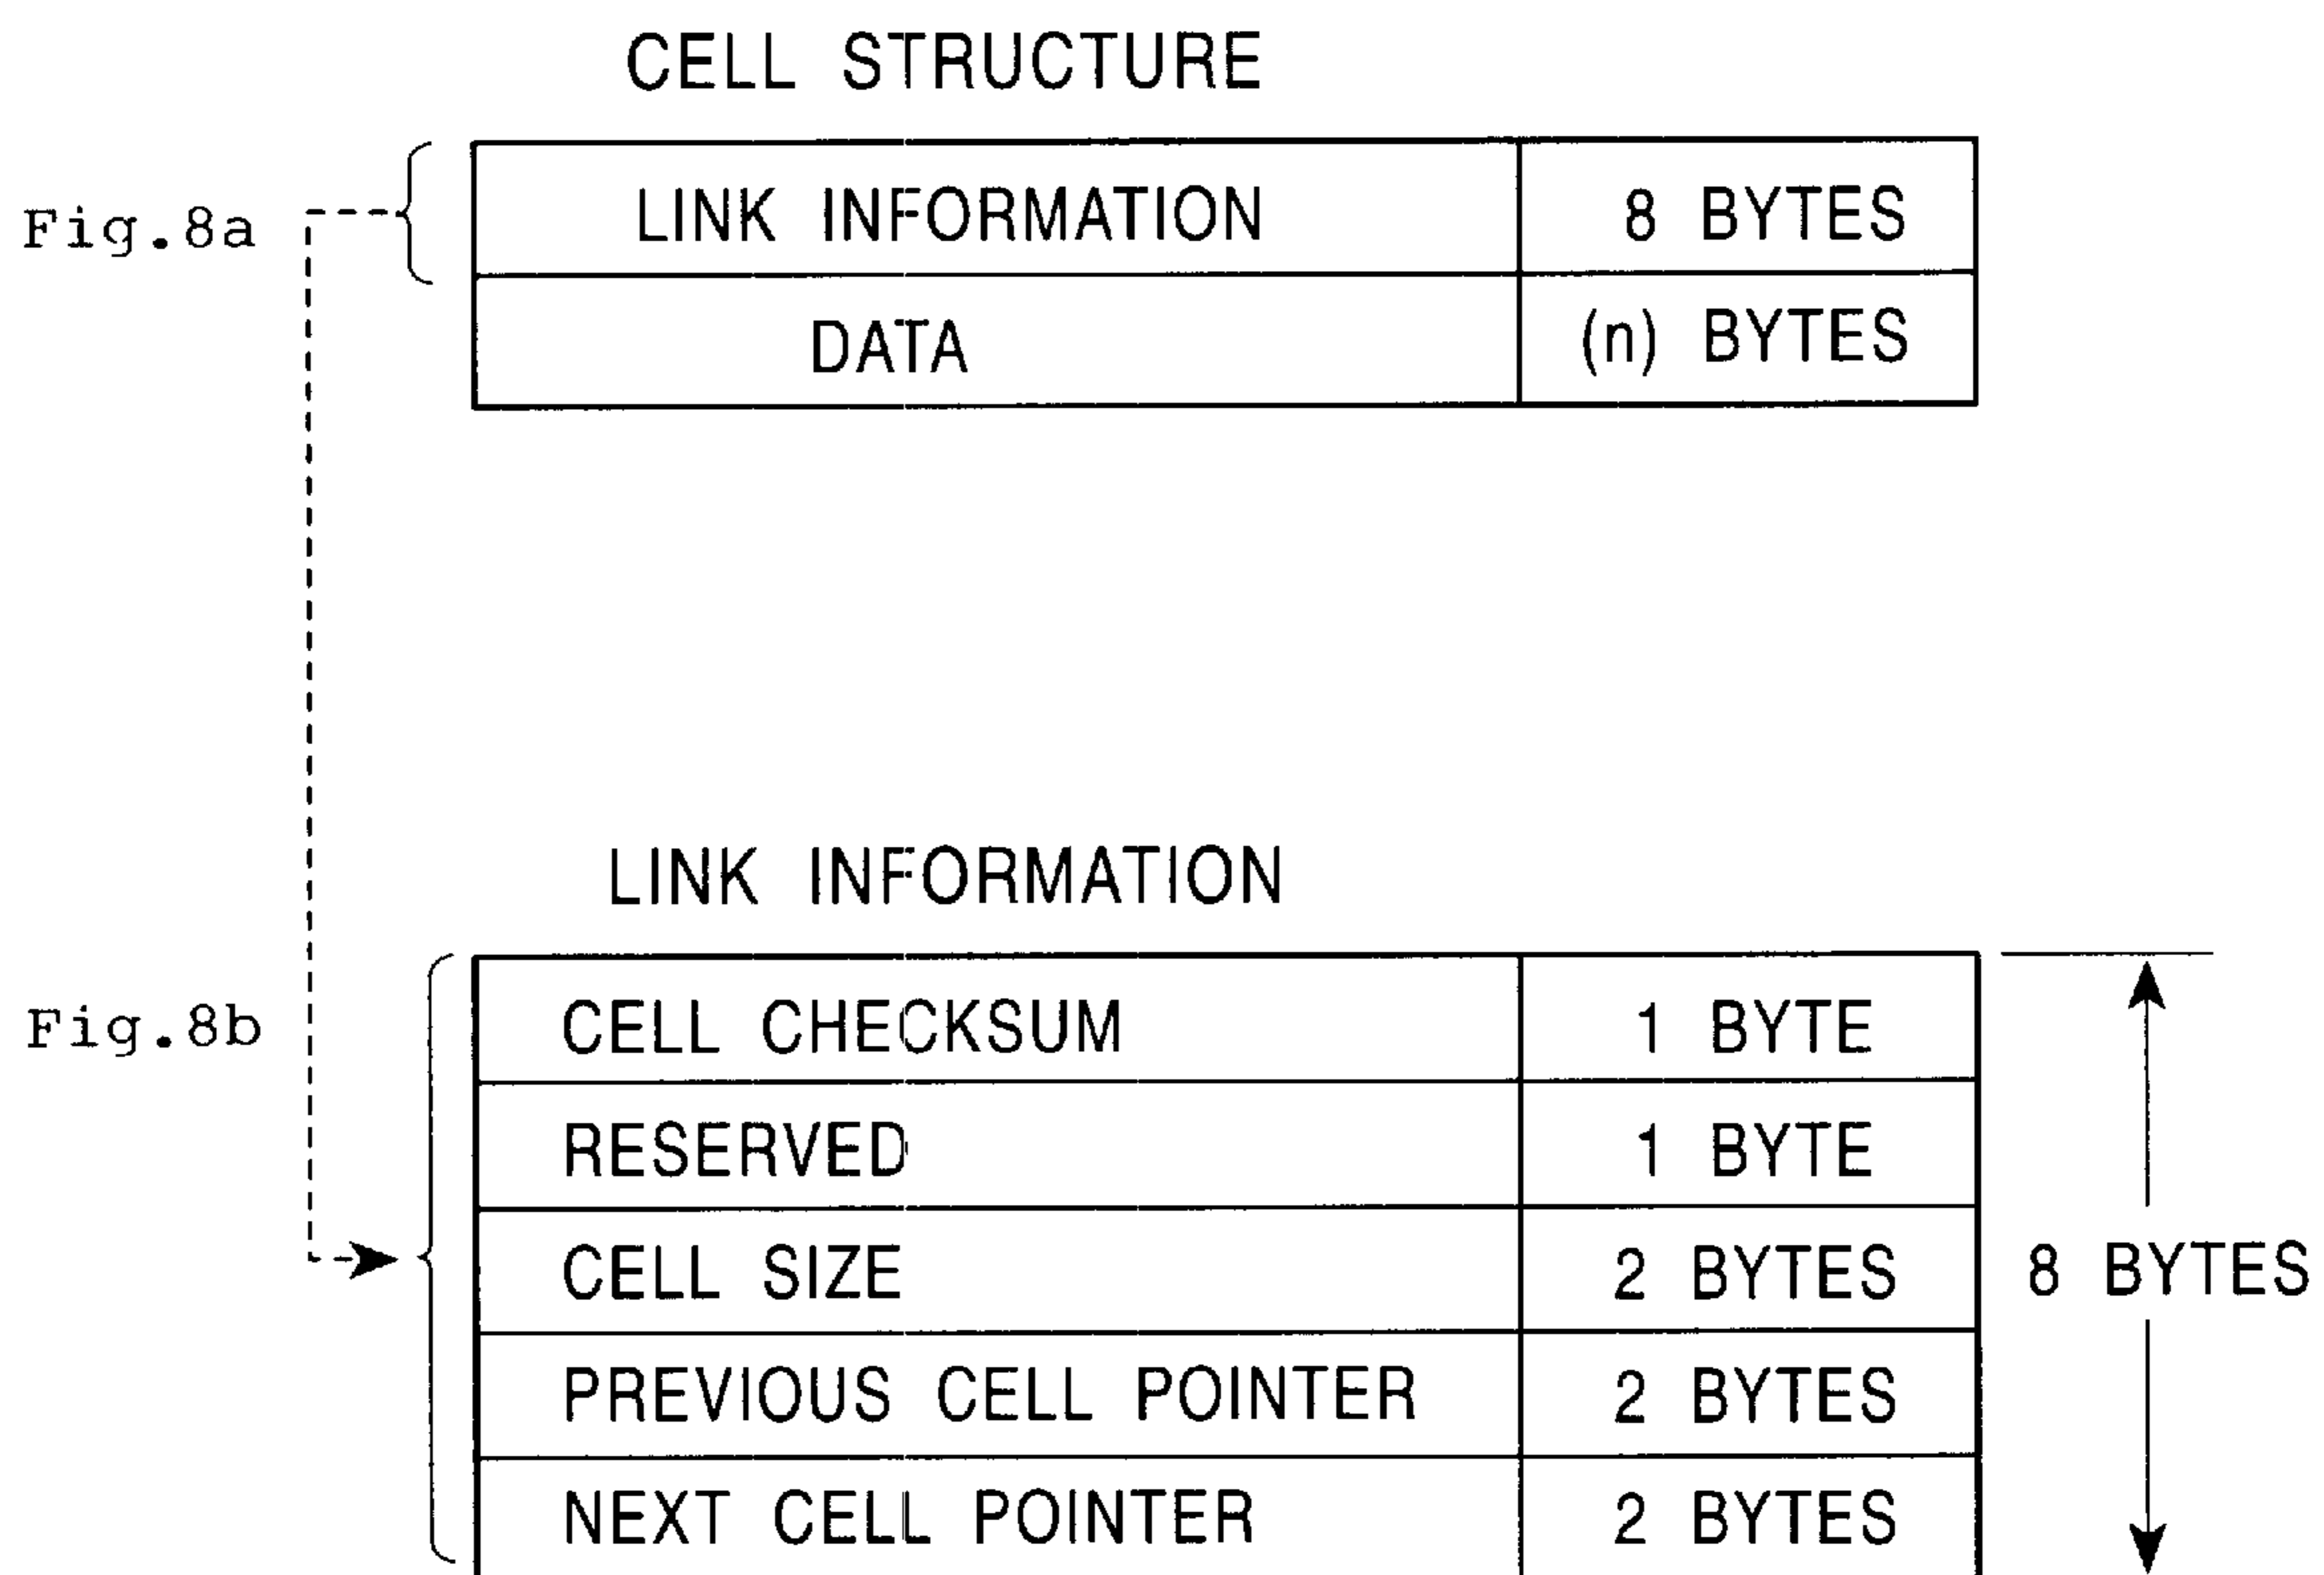 CELL STRUCTURE
Fig.8a
LINK INFORMATION 8 BYTES
DATA (n) BYTES
LINK INFORMATION
Fig.8b
CELL CHECKSUM 1 BYTE
RESERVED 1 BYTE
CELL SIZE 2 BYTES 8 BYTES
PREVIOUS CELL POINTER 2 BYTES
NEXT CELL POINTER 2 BYTES